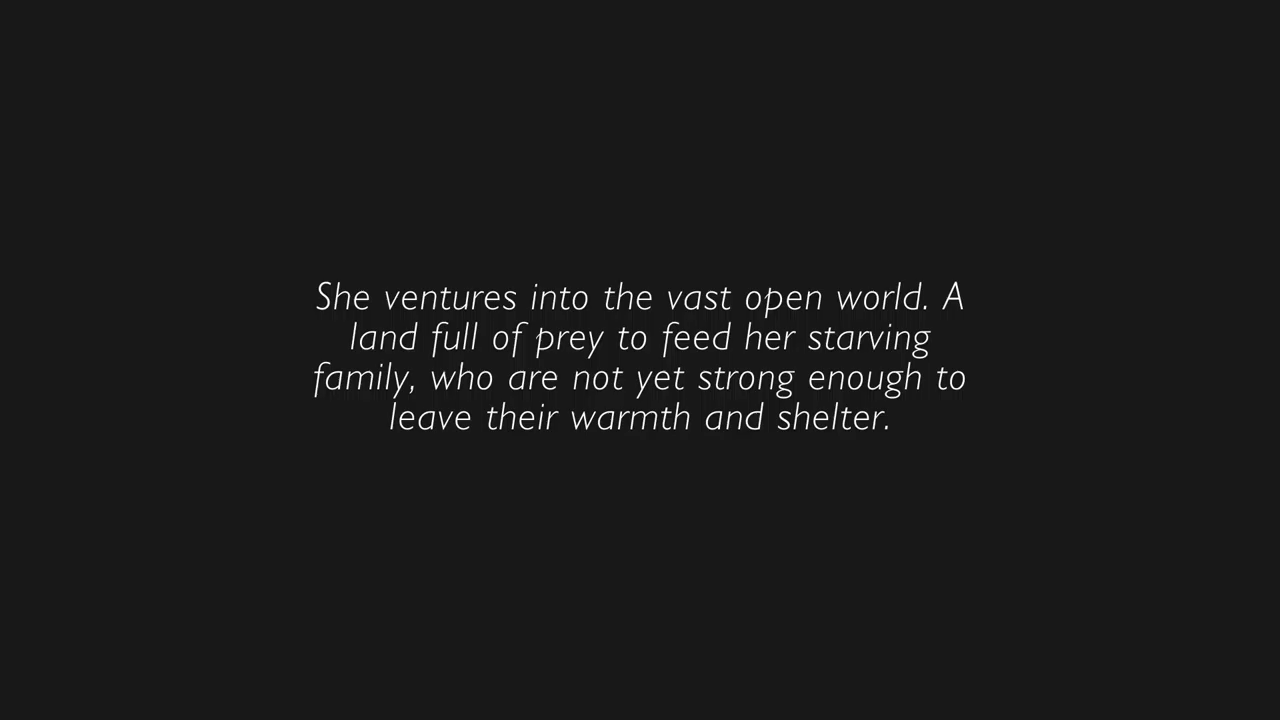 She ventures into the vast open world. A
land full of prey to feed her starving
family, who are not yet strong enough to
leave their warmth and shelter.